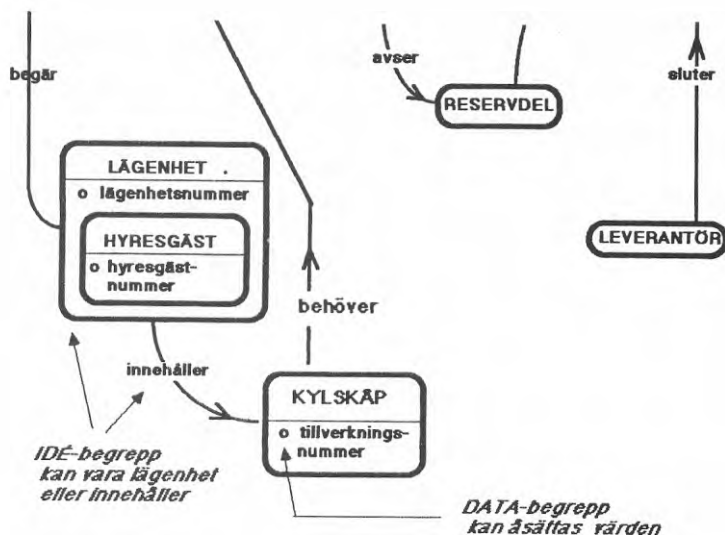 begär
avser
RESERVDEL
sluter
LÄGENHET
o lägenhetsnummer
HYRESGÄST
o hyresgäst-
nummer
LEVERANTÖR
behöver
innehåller
KYLSKÅP
o tillverknings-
nummer
IDÉ-begrepp
kan vara lägenhet
eller innehåller
DATA-begrepp
kan åsättas värden